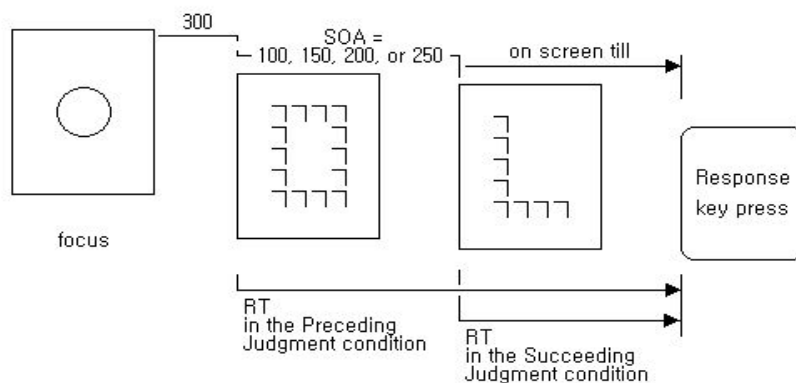 300
SOA =
100, 150, 200, or 250
on screen till
focus
Response
key press
RT
in the Preceding
Judgment condition
RT
in the Succeeding
Judgment condition